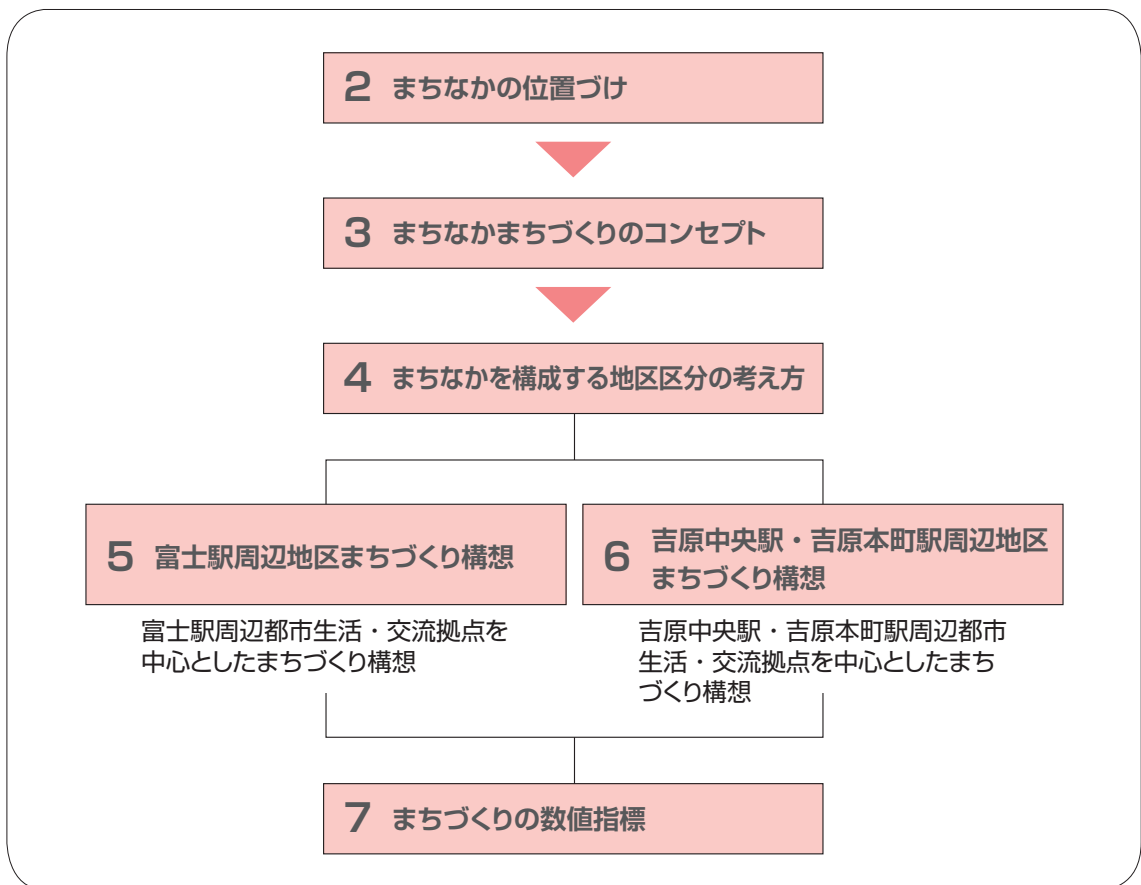 2 まちなかの位置づけ
3 まちなかまちづくりのコンセプト
4 まちなかを構成する地区区分の考え方
5 富士駅周辺地区まちづくり構想
富士駅周辺都市生活・交流拠点を
中心としたまちづくり構想
6 吉原中央駅・吉原本町駅周辺地区
まちづくり構想
吉原中央駅・吉原本町駅周辺都市
生活・交流拠点を中心としたまち
づくり構想
7 まちづくりの数値指標